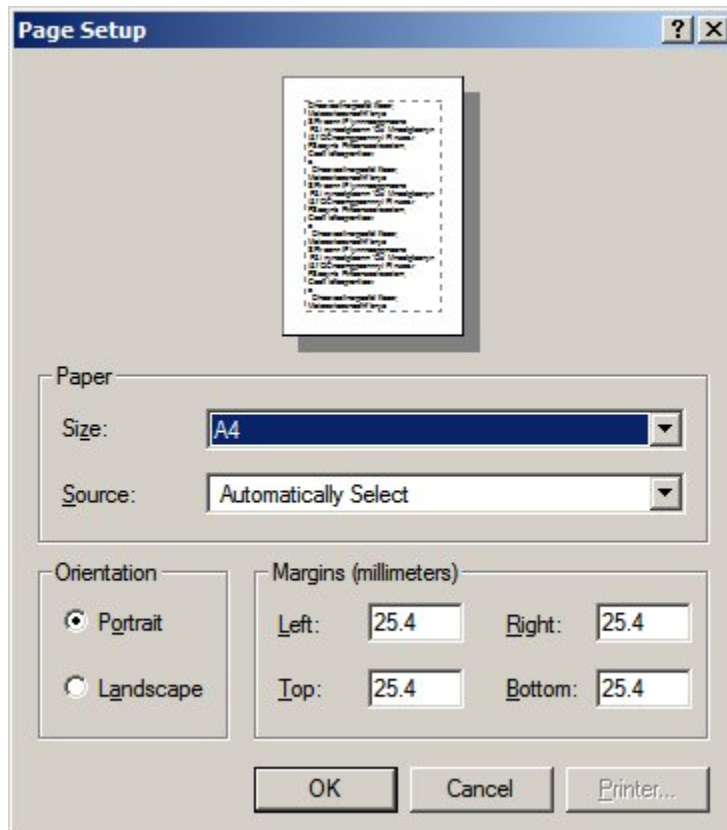 Page Setup
Paper
Size: A4
Source: Automatically Select
Orientation
Portrait
Landscape
Margins (millimeters)
Left: 25.4 Right: 25.4
Top: 25.4 Bottom: 25.4
OK Cancel Printer...